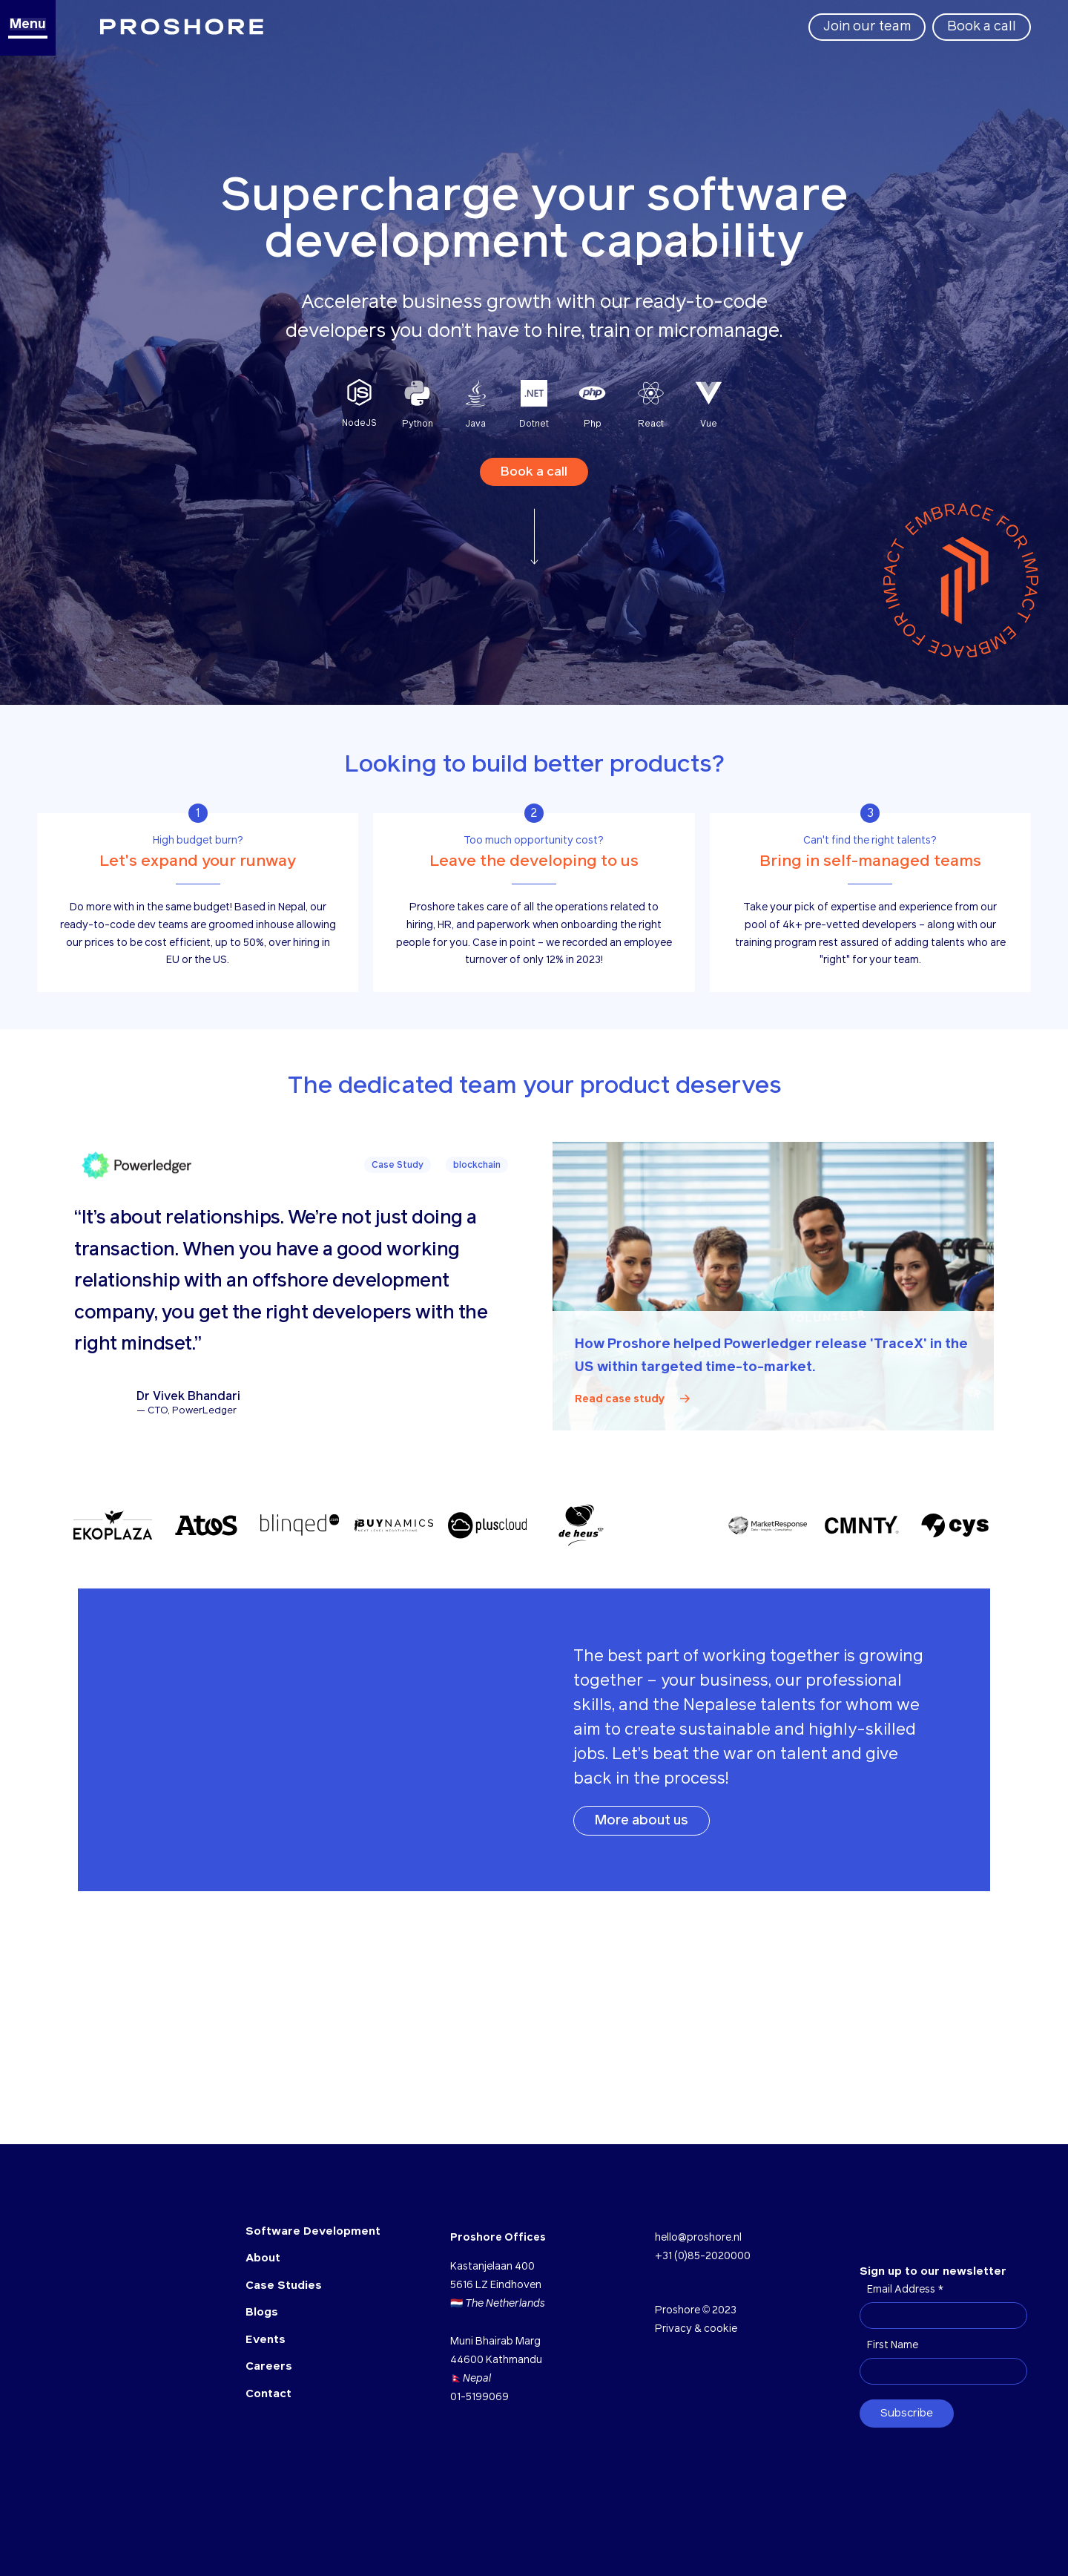 Menu
PROSHORE
Join our team
Book a call
Supercharge your software
development capability
Accelerate business growth with our ready-to-code
developers you don't have to hire, train or micromanage.
JS
.NET
php
NodeJS
Python
Java
Dotnet
Php
React
Vue
Book a call
EMBRACE FOR IMPACT EMBRACE FOR IMPACT
Looking to build better products?
1
High budget burn?
Let's expand your runway
Do more with in the same budget! Based in Nepal, our
ready-to-code dev teams are groomed inhouse allowing
our prices to be cost efficient, up to 50%, over hiring in
EU or the US.
2
Too much opportunity cost?
Leave the developing to us
Proshore takes care of all the operations related to
hiring, HR, and paperwork when onboarding the right
people for you. Case in point – we recorded an employee
turnover of only 12% in 2023!
3
Can't find the right talents?
Bring in self-managed teams
Take your pick of expertise and experience from our
pool of 4k+ pre-vetted developers – along with our
training program rest assured of adding talents who are
"right" for your team.
The dedicated team your product deserves
Powerledger
Case Study
blockchain
“It’s about relationships. We’re not just doing a
transaction. When you have a good working
relationship with an offshore development
company, you get the right developers with the
right mindset.”
Dr Vivek Bhandari
— CTO, PowerLedger
VOLUNTEER
How Proshore helped Powerledger release 'TraceX' in the
US within targeted time-to-market.
Read case study
EKOPLAZA
Atos
blinqed
BUYNAMICS
NEXT LEVEL NEGOTIATIONS
pluscloud
de heus
MarketResponse
CMNTY
cys
The best part of working together is growing
together – your business, our professional
skills, and the Nepalese talents for whom we
aim to create sustainable and highly-skilled
jobs. Let's beat the war on talent and give
back in the process!
More about us
Software Development
About
Case Studies
Blogs
Events
Careers
Contact
Proshore Offices
Kastanjelaan 400
5616 LZ Eindhoven
🇳🇱 The Netherlands
Muni Bhairab Marg
44600 Kathmandu
🇳🇵 Nepal
01-5199069
hello@proshore.nl
+31 (0)85-2020000
Proshore © 2023
Privacy & cookie
Sign up to our newsletter
Email Address *
First Name
Subscribe